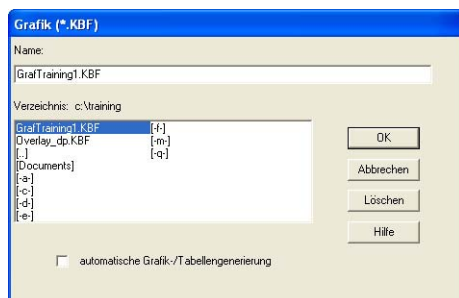 Grafik (*.KBF)
Name:
GrafTraining1.KBF
Verzeichnis: c:\training
GrafTraining1.KBF [-f-]
Overlay_dp.KBF [-m-]
[..] [-q-]
[Documents]
[-a-]
[-c-]
[-d-]
[-e-]
OK
Abbrechen
Löschen
Hilfe
automatische Grafik-/Tabellengenerierung